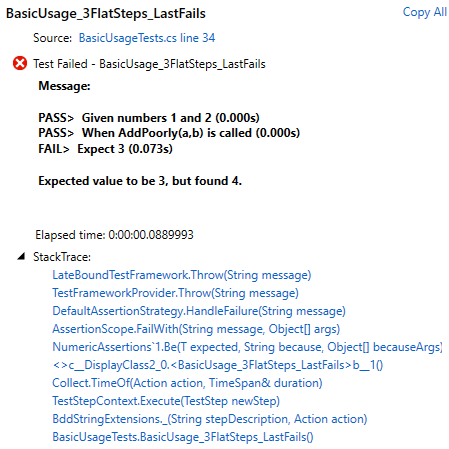 BasicUsage_3FlatSteps_LastFails
Copy All
Source: BasicUsageTests.cs line 34
Test Failed - BasicUsage_3FlatSteps_LastFails
Message:
PASS> Given numbers 1 and 2 (0.000s)
PASS> When AddPoorly(a,b) is called (0.000s)
FAIL> Expect 3 (0.073s)
Expected value to be 3, but found 4.
Elapsed time: 0:00:00.0889993
StackTrace:
LateBoundTestFramework.Throw(String message)
TestFrameworkProvider.Throw(String message)
DefaultAssertionStrategy.HandleFailure(String message)
AssertionScope.FailWith(String message, Object[] args)
NumericAssertions`1.Be(T expected, String because, Object[] becauseArgs)
<>c__DisplayClass2_0.<BasicUsage_3FlatSteps_LastFails>b__1()
Collect.TimeOf(Action action, TimeSpan& duration)
TestStepContext.Execute(TestStep newStep)
BddStringExtensions._(String stepDescription, Action action)
BasicUsageTests.BasicUsage_3FlatSteps_LastFails()